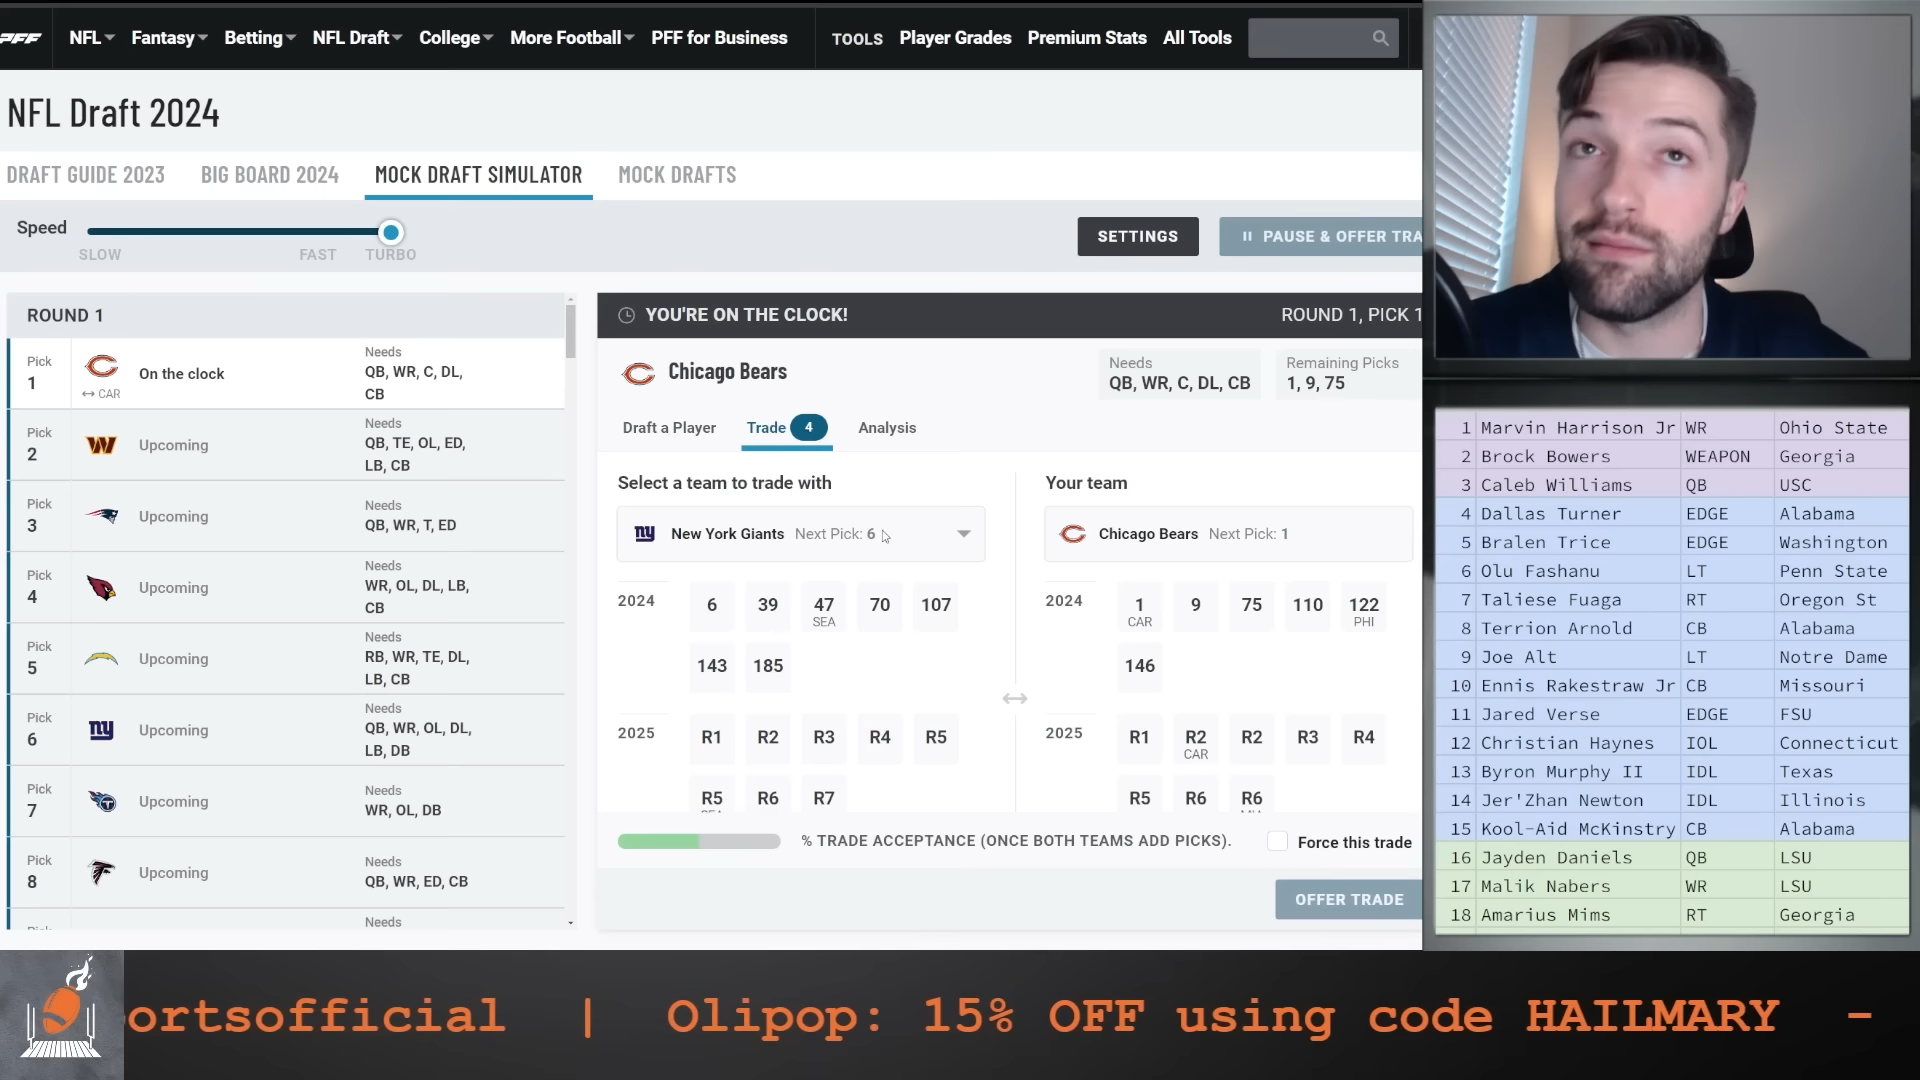 PFF NFL Fantasy Betting NFL Draft College More Football PFF for Business TOOLS Player Grades Premium Stats All Tools
NFL Draft 2024
DRAFT GUIDE 2023 BIG BOARD 2024 MOCK DRAFT SIMULATOR MOCK DRAFTS
Speed
SLOW FAST TURBO
SETTINGS
PAUSE & OFFER TRA
ROUND 1
Pick 1 CAR On the clock Needs QB, WR, C, DL, CB
Pick 2 Upcoming Needs QB, TE, OL, ED, LB, CB
Pick 3 Upcoming Needs QB, WR, T, ED
Pick 4 Upcoming Needs WR, OL, DL, LB, CB
Pick 5 Upcoming Needs RB, WR, TE, DL, LB, CB
Pick 6 ny Upcoming Needs QB, WR, OL, DL, LB, DB
Pick 7 Upcoming Needs WR, OL, DB
Pick 8 Upcoming Needs QB, WR, ED, CB
Needs
YOU'RE ON THE CLOCK! ROUND 1, PICK 1
Chicago Bears
Needs
QB, WR, C, DL, CB
Remaining Picks
1, 9, 75
Draft a Player Trade 4 Analysis
Select a team to trade with
ny New York Giants Next Pick: 6
2024 6 39 47 SEA 70 107
143 185
2025 R1 R2 R3 R4 R5
R5 R6 R7
Your team
Chicago Bears Next Pick: 1
2024 1 CAR 9 75 110 122 PHI
146
2025 R1 R2 CAR R2 R3 R4
R5 R6 R6
% TRADE ACCEPTANCE (ONCE BOTH TEAMS ADD PICKS).
Force this trade
OFFER TRADE
1 Marvin Harrison Jr WR Ohio State
2 Brock Bowers WEAPON Georgia
3 Caleb Williams QB USC
4 Dallas Turner EDGE Alabama
5 Bralen Trice EDGE Washington
6 Olu Fashanu LT Penn State
7 Taliese Fuaga RT Oregon St
8 Terrion Arnold CB Alabama
9 Joe Alt LT Notre Dame
10 Ennis Rakestraw Jr CB Missouri
11 Jared Verse EDGE FSU
12 Christian Haynes IOL Connecticut
13 Byron Murphy II IDL Texas
14 Jer'Zhan Newton IDL Illinois
15 Kool-Aid McKinstry CB Alabama
16 Jayden Daniels QB LSU
17 Malik Nabers WR LSU
18 Amarius Mims RT Georgia
ortsofficial | Olipop: 15% OFF using code HAILMARY -